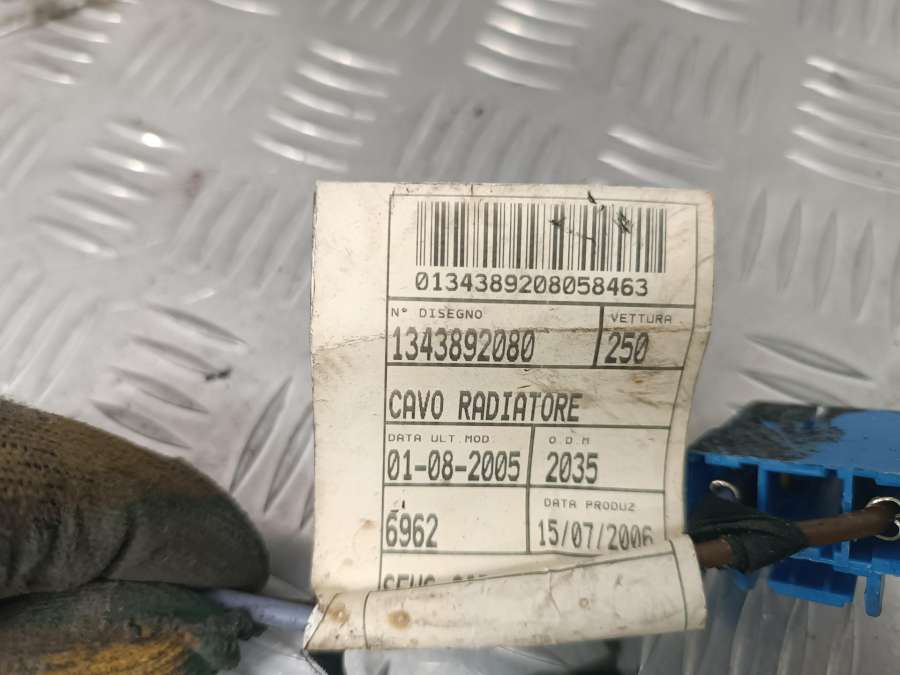 0134389208058463
N° DISEGNO VETTURA
1343892080 250
CAVO RADIATORE
DATA ULT.MOD O.D.M
01-08-2005 2035
DATA PRODUZ
6962 15/07/2006